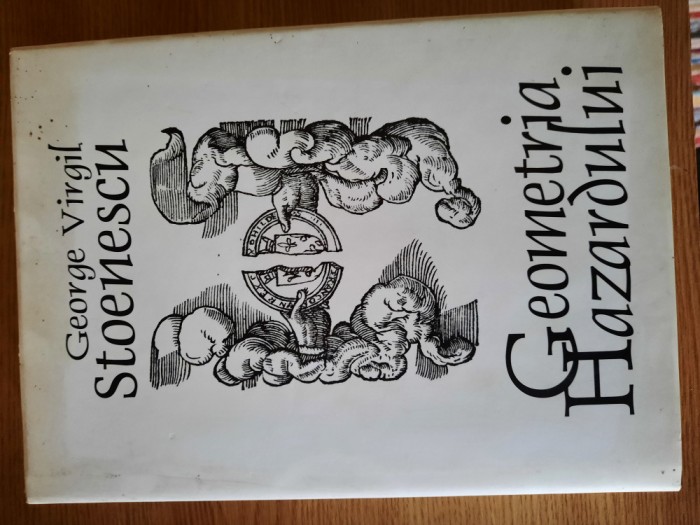 George Virgil
Stoenescu
Geometria
Hazardului